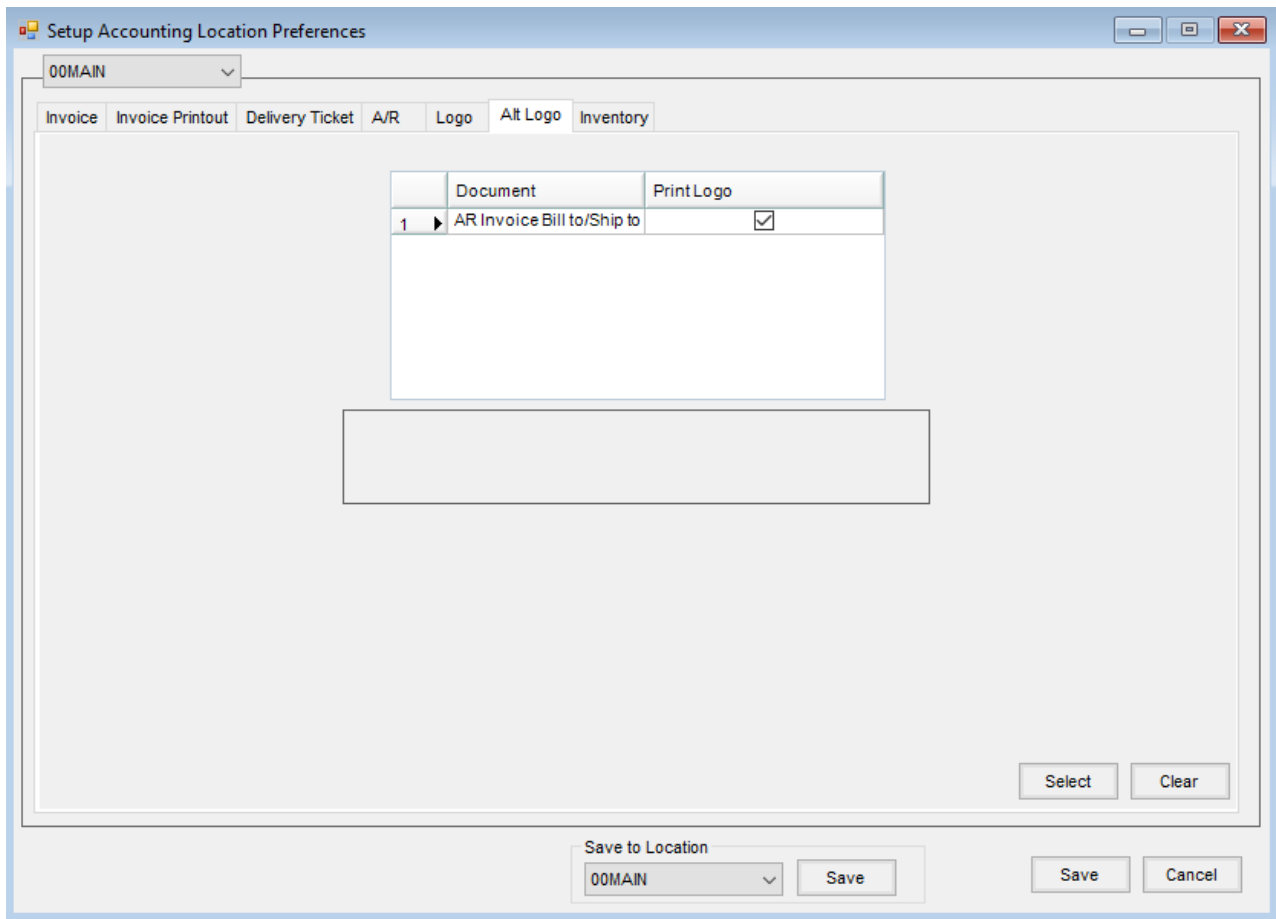 Setup Accounting Location Preferences
00MAIN
Invoice Invoice Printout Delivery Ticket A/R Logo Alt Logo Inventory
Document Print Logo
1 AR Invoice Bill to/Ship to
Select Clear
Save to Location
00MAIN Save Save Cancel